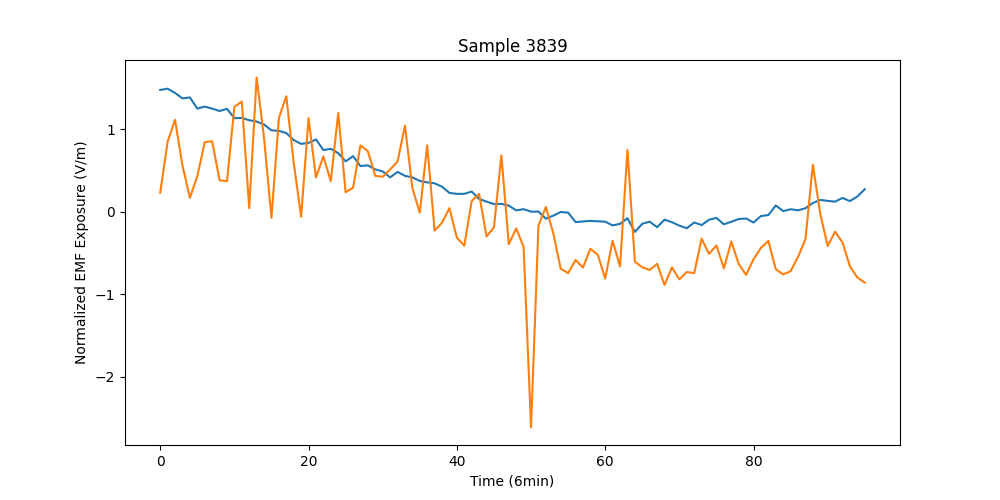 Sample 3839
Normalized EMF Exposure (V/m)
1
0
−1
−2
0 20 40 60 80
Time (6min)